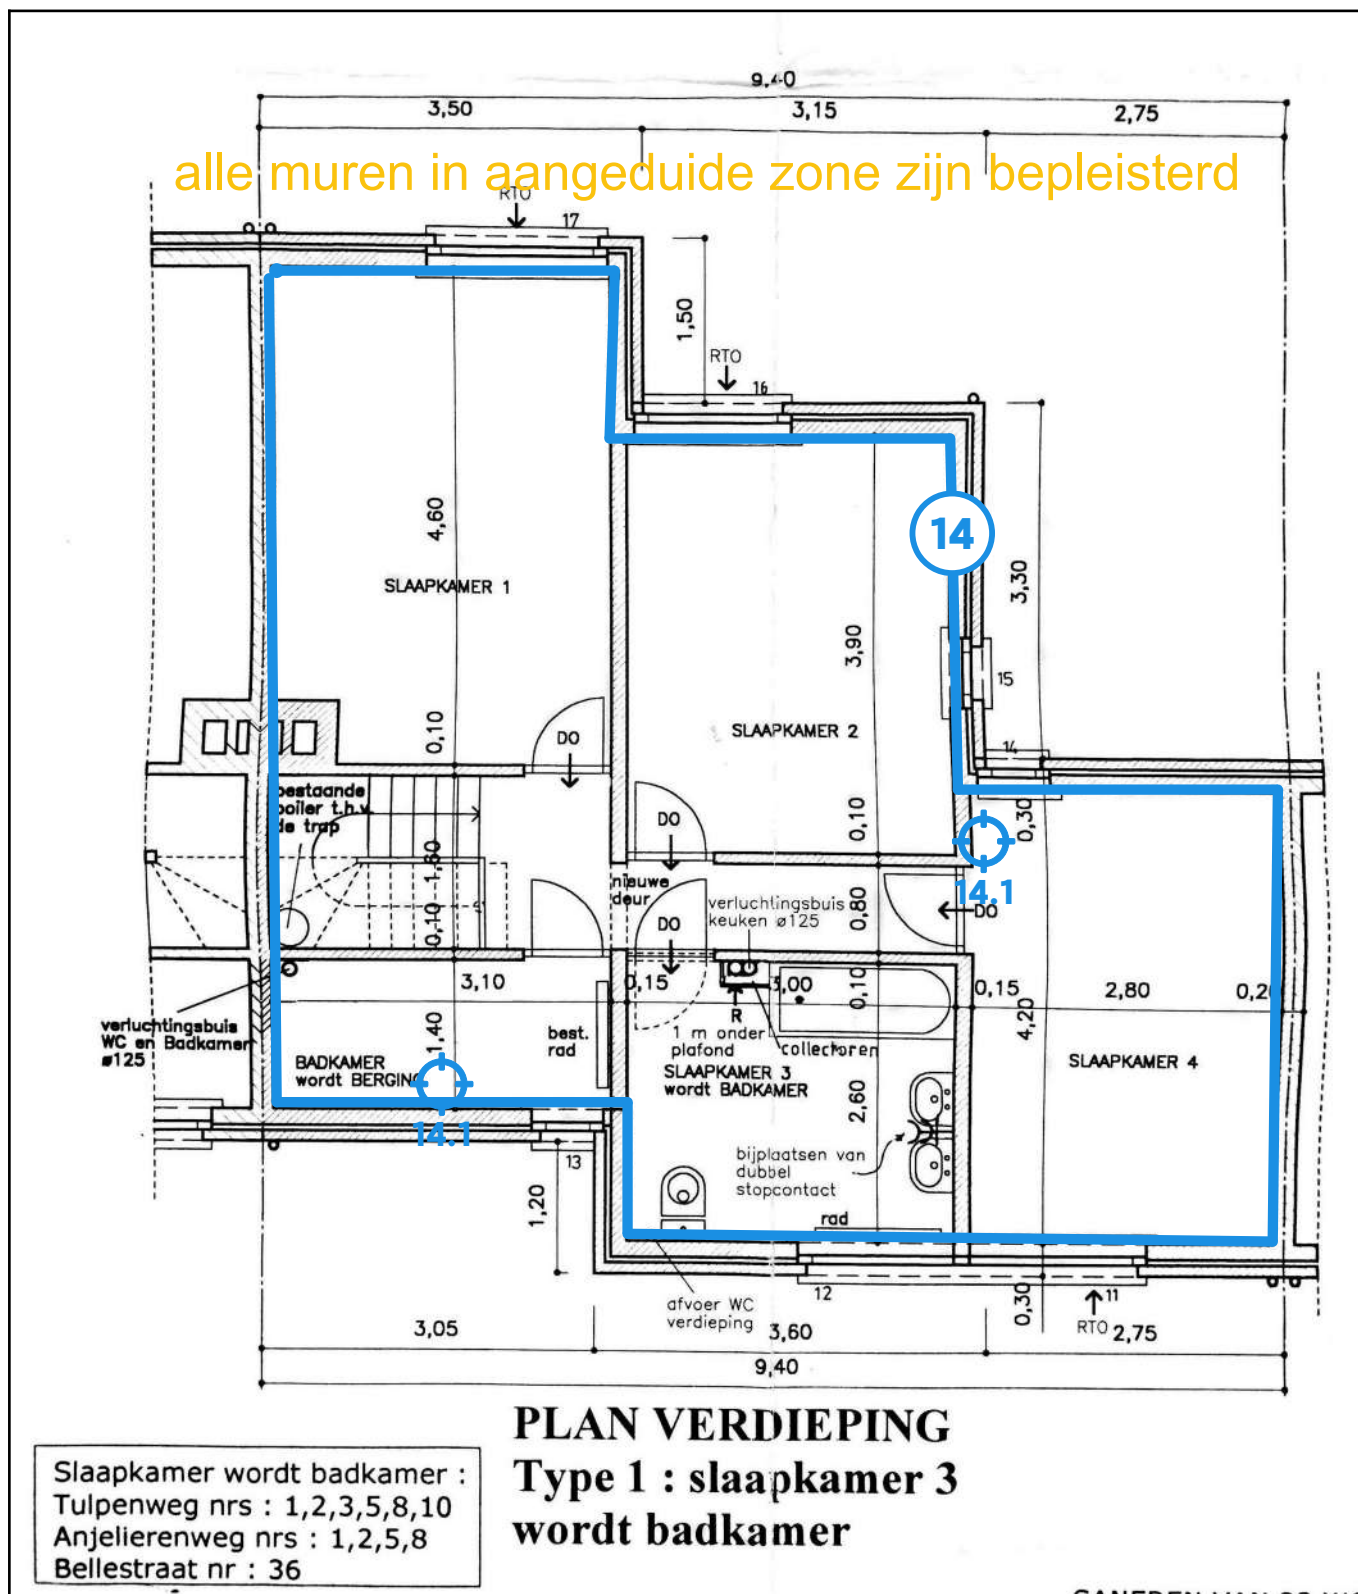 9,40
3,50
3,15
2,75
alle muren in aangeduide zone zijn bepleisterd
RTO
17
1,50
RTO
16
14
4,60
3,30
SLAAPKAMER 1
3,90
15
SLAAPKAMER 2
0,10
DO
14
bestaande
boiler t.h.v.
de trap
0,30
DO
0,10
1,60
14.1
nieuwe
deur
verluchtingsbuis
keuken ø125
0,80
DO
DO
0,10
3,10
0,15
3,00
0,10
0,15
2,80
0,20
R
4,20
verluchtingsbuis
WC en Badkamer
ø125
1,40
best.
rad
1 m onder
plafond
collectoren
BADKAMER
wordt BERGING
SLAAPKAMER 3
wordt BADKAMER
SLAAPKAMER 4
2,60
14.1
13
bijplaatsen van
dubbel
stopcontact
1,20
rad
12
11
afvoer WC
verdieping
0,30
RTO
3,05
3,60
2,75
9,40
PLAN VERDIEPING
Type 1 : slaapkamer 3
wordt badkamer
Slaapkamer wordt badkamer :
Tulpenweg nrs : 1,2,3,5,8,10
Anjelierenweg nrs : 1,2,5,8
Bellestraat nr : 36